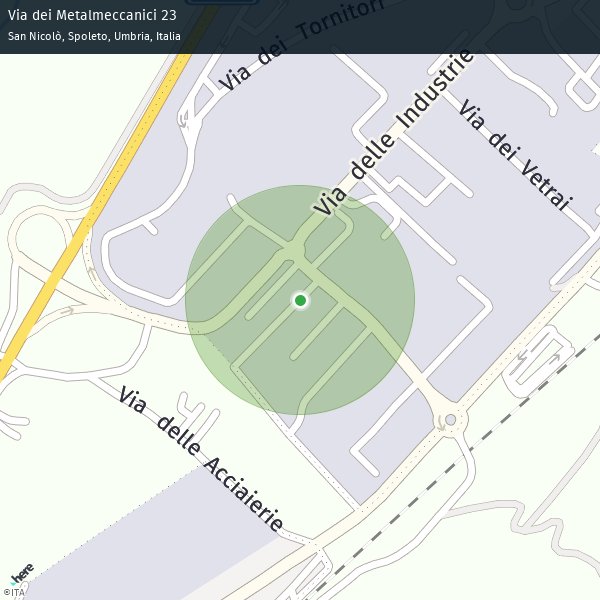 Via dei Metalmeccanici 23
San Nicolò, Spoleto, Umbria, Italia
Via dei Tornitori
Via delle Industrie
Via dei Vetrai
Via delle Acciaierie
here
©ITA